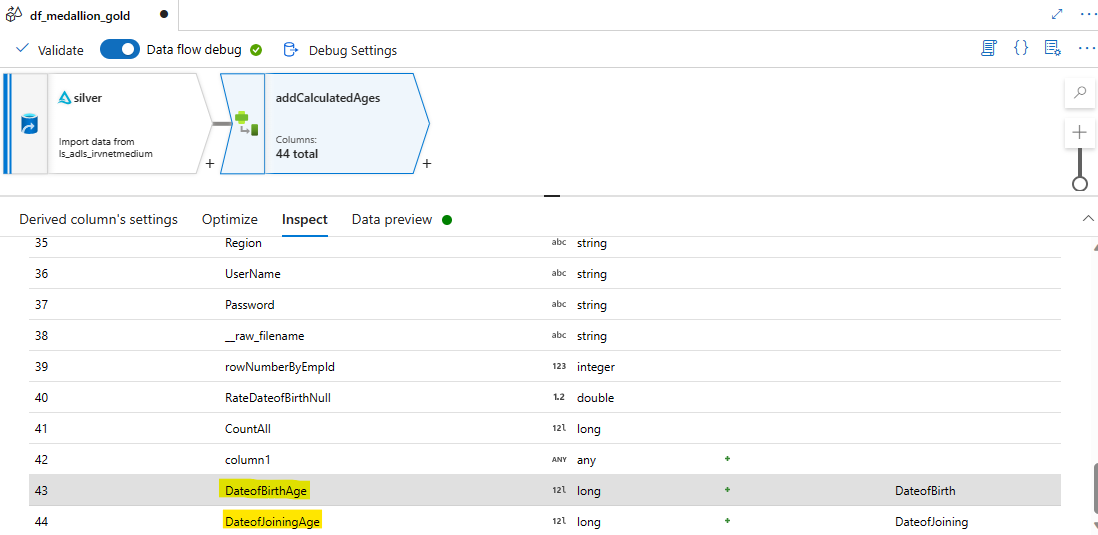 df_medallion_gold
Validate Data flow debug Debug Settings
silver
Import data from
ls_adls_irvnetmedium
+
addCalculatedAges
Columns:
44 total
+
Derived column's settings Optimize Inspect Data preview
35 Region abc string
36 UserName abc string
37 Password abc string
38 __raw_filename abc string
39 rowNumberByEmpId 123 integer
40 RateDateofBirthNull 1.2 double
41 CountAll 12l long
42 column1 ANY any +
43 DateofBirthAge 12l long + DateofBirth
44 DateofJoiningAge 12l long + DateofJoining